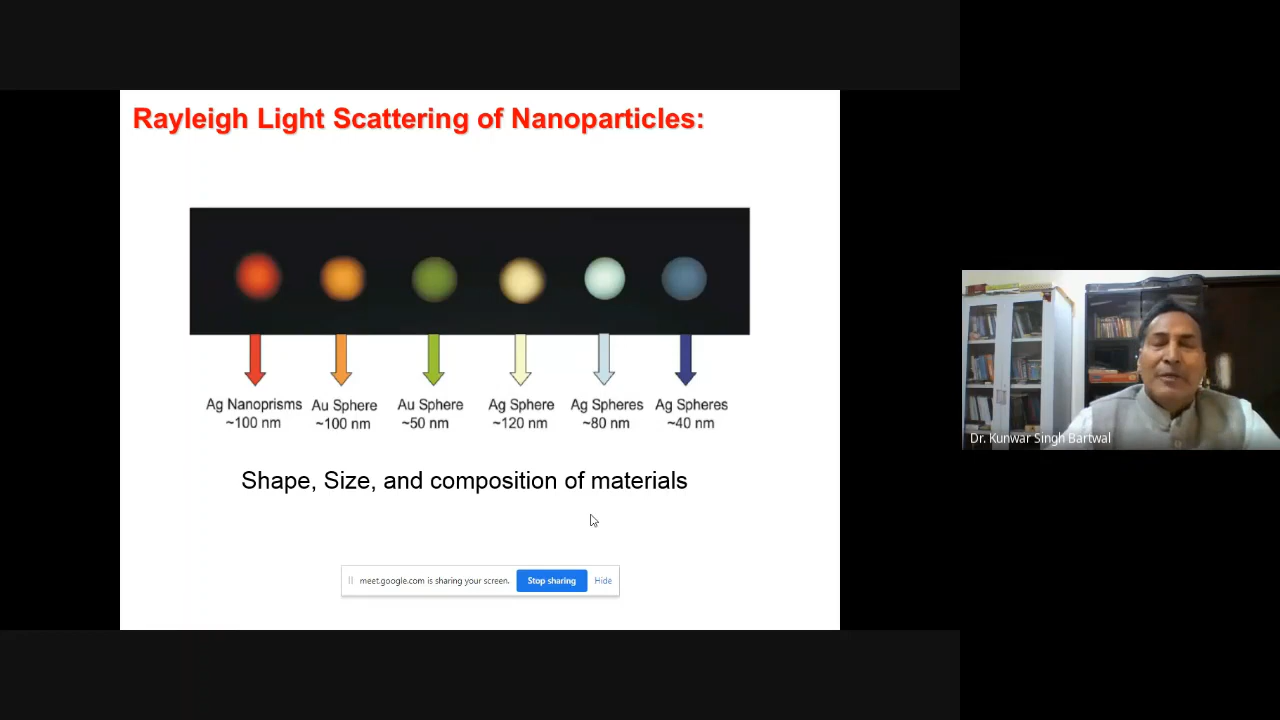 Rayleigh Light Scattering of Nanoparticles:
Ag Nanoprisms
~100 nm
Au Sphere
~100 nm
Au Sphere
~50 nm
Ag Sphere
~120 nm
Ag Spheres
~80 nm
Ag Spheres
~40 nm
Shape, Size, and composition of materials
meet.google.com is sharing your screen. Stop sharing Hide
Dr. Kunwar Singh Bartwal